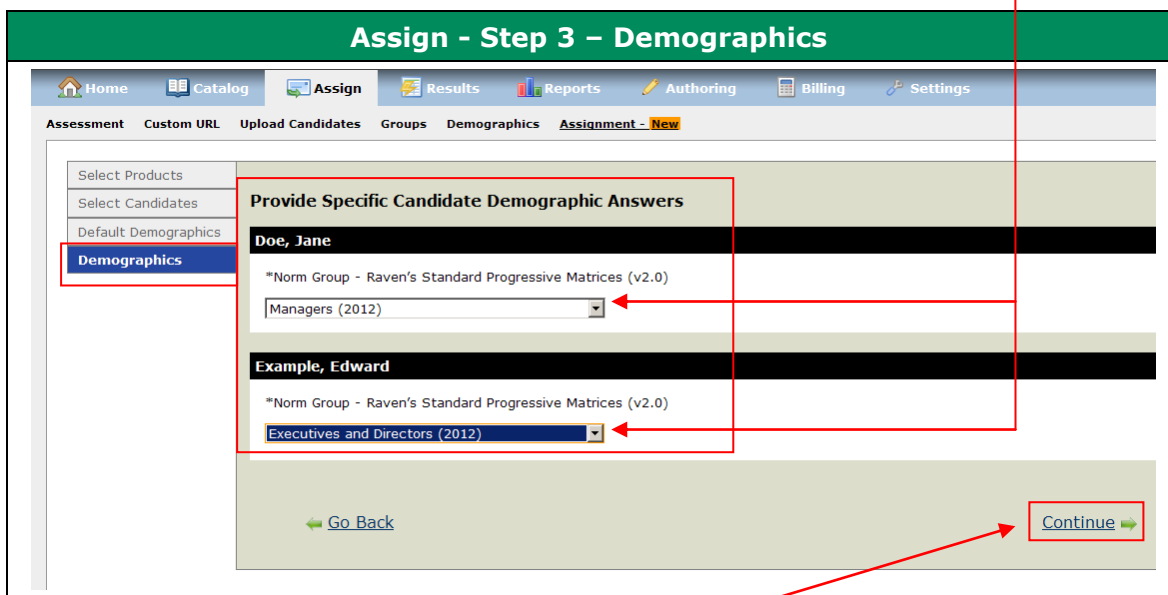 Assign - Step 3 – Demographics
Home Catalog Assign Results Reports Authoring Billing Settings
Assessment Custom URL Upload Candidates Groups Demographics Assignment - New
Select Products
Select Candidates
Default Demographics
Demographics
Provide Specific Candidate Demographic Answers
Doe, Jane
*Norm Group - Raven's Standard Progressive Matrices (v2.0)
Managers (2012)
Example, Edward
*Norm Group - Raven's Standard Progressive Matrices (v2.0)
Executives and Directors (2012)
Go Back
Continue